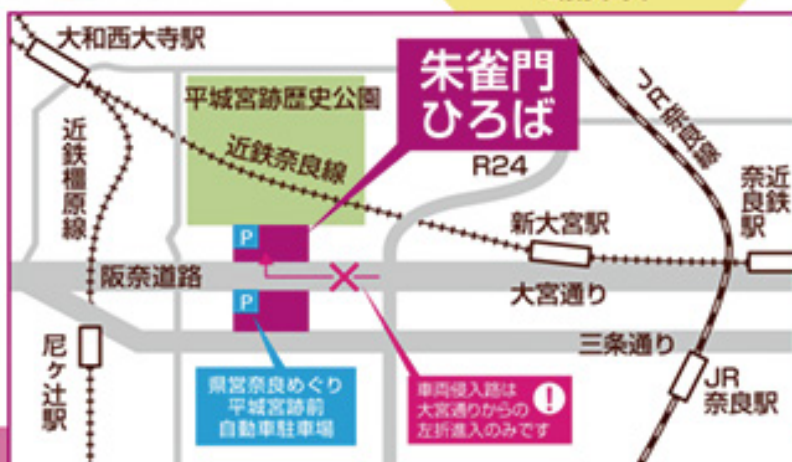 大和西大寺駅
平城宮跡歴史公園
朱雀門
ひろば
JR奈良線
近鉄橿原線
近鉄奈良線
R24
近鉄
奈良駅
新大宮駅
P
阪奈道路
大宮通り
P
三条通り
尼ヶ辻駅
県営奈良めぐり
平城宮跡前
自動車駐車場
車両侵入路は
大宮通りからの
左折進入のみです
!
JR
奈良駅